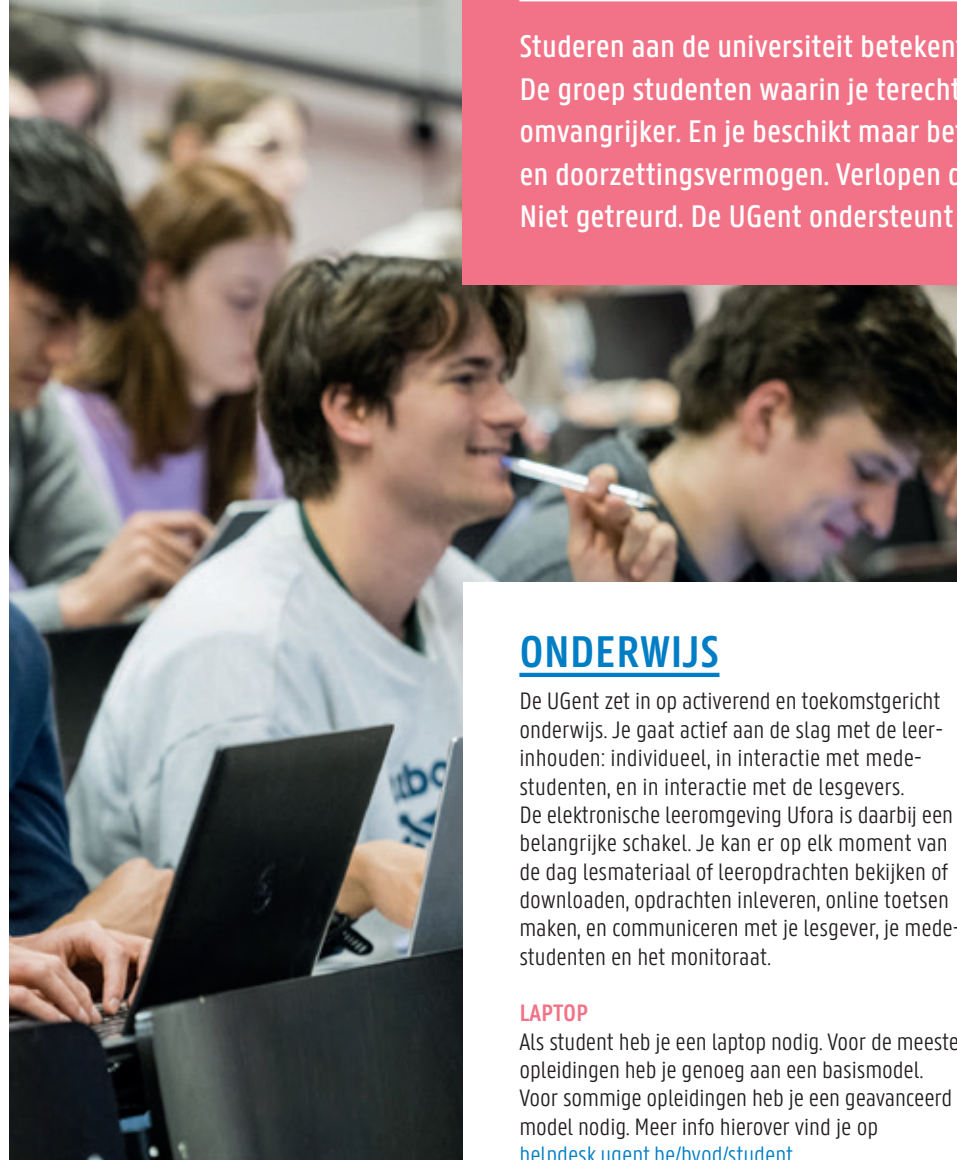 Studeren aan de universiteit beteken
De groep studenten waarin je terecht
omvangrijker. En je beschikt maar be
en doorzettingsvermogen. Verlopen
Niet getreurd. De UGent ondersteunt
ONDERWIJS
De UGent zet in op activerend en toekomstgericht
onderwijs. Je gaat actief aan de slag met de leer-
inhouden: individueel, in interactie met mede-
studenten, en in interactie met de lesgevers.
De elektronische leeromgeving Ufora is daarbij een
belangrijke schakel. Je kan er op elk moment van
de dag lesmateriaal of leeropdrachten bekijken of
downloaden, opdrachten inleveren, online toetsen
maken, en communiceren met je lesgever, je mede-
studenten en het monitoraat.
LAPTOP
Als student heb je een laptop nodig. Voor de meeste
opleidingen heb je genoeg aan een basismodel.
Voor sommige opleidingen heb je een geavanceerd
model nodig. Meer info hierover vind je op
helpdesk.ugent.be/byod/student